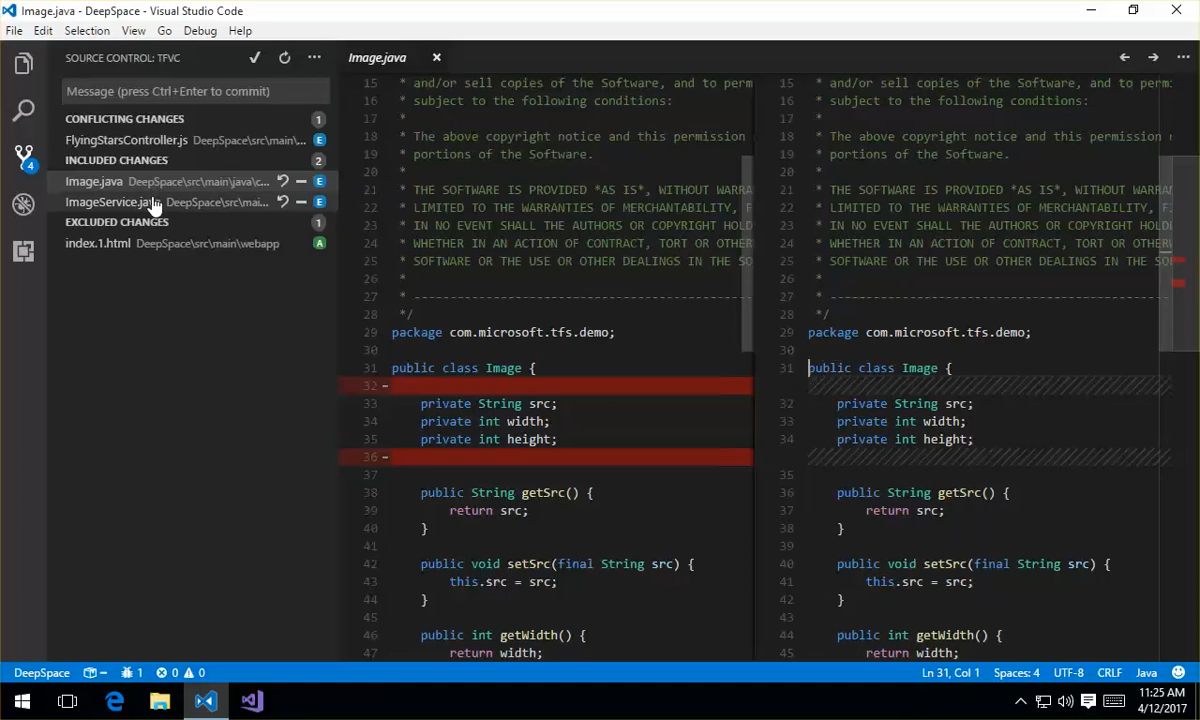 Image.java - DeepSpace - Visual Studio Code
File Edit Selection View Go Debug Help
SOURCE CONTROL: TFVC
Message (press Ctrl+Enter to commit)
CONFLICTING CHANGES 1
FlyingStarsController.js DeepSpace\src\main\... E
INCLUDED CHANGES 2
Image.java DeepSpace\src\main\java\c... E
ImageService.java DeepSpace\src\mai... E
EXCLUDED CHANGES 1
index.1.html DeepSpace\src\main\webapp A
4
Image.java
15 * and/or sell copies of the Software, and to perm
16 * subject to the following conditions:
17 *
18 * The above copyright notice and this permission
19 * portions of the Software.
20 *
21 * THE SOFTWARE IS PROVIDED *AS IS*, WITHOUT WARRA
22 * LIMITED TO THE WARRANTIES OF MERCHANTABILITY, F
23 * IN NO EVENT SHALL THE AUTHORS OR COPYRIGHT HOLD
24 * WHETHER IN AN ACTION OF CONTRACT, TORT OR OTHER
25 * SOFTWARE OR THE USE OR OTHER DEALINGS IN THE SO
26 *
27 * ----------------------------------------------
28 */
29 package com.microsoft.tfs.demo;
30
31 public class Image {
32 -
33 private String src;
34 private int width;
35 private int height;
36 -
37
38 public String getSrc() {
39 return src;
40 }
41
42 public void setSrc(final String src) {
43 this.src = src;
44 }
45
46 public int getWidth() {
47 return width;
15 * and/or sell copies of the Software, and to perm
16 * subject to the following conditions:
17 *
18 * The above copyright notice and this permission
19 * portions of the Software.
20 *
21 * THE SOFTWARE IS PROVIDED *AS IS*, WITHOUT WARRA
22 * LIMITED TO THE WARRANTIES OF MERCHANTABILITY, F
23 * IN NO EVENT SHALL THE AUTHORS OR COPYRIGHT HOLD
24 * WHETHER IN AN ACTION OF CONTRACT, TORT OR OTHER
25 * SOFTWARE OR THE USE OR OTHER DEALINGS IN THE SO
26 *
27 * ----------------------------------------------
28 */
29 package com.microsoft.tfs.demo;
30
31 public class Image {
32 private String src;
33 private int width;
34 private int height;
35
36 public String getSrc() {
37 return src;
38 }
39
40 public void setSrc(final String src) {
41 this.src = src;
42 }
43
44 public int getWidth() {
45 return width;
DeepSpace 1 0 0 Ln 31, Col 1 Spaces: 4 UTF-8 CRLF Java
11:25 AM
4/12/2017